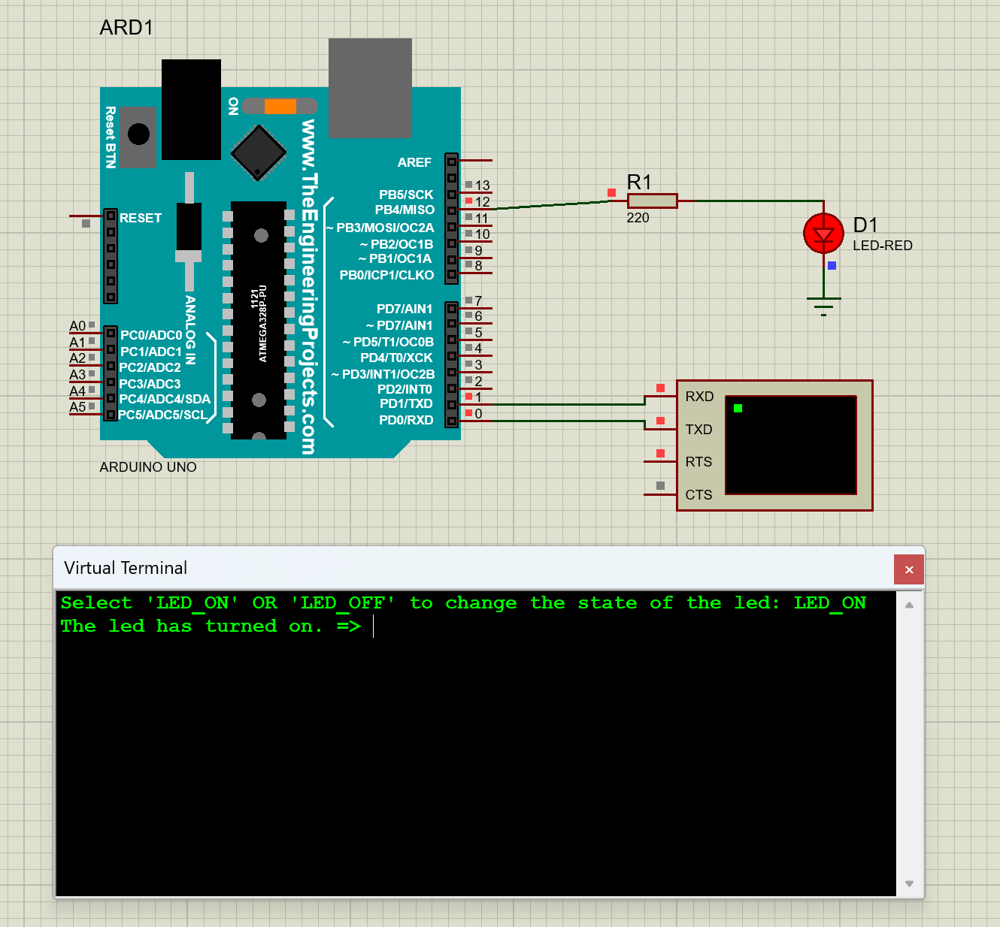 ARD1
ON
Reset BTN
www.TheEngineeringProjects.com
AREF
PB5/SCK
13
PB4/MISO
12
~ PB3/MOSI/OC2A
11
~ PB2/OC1B
10
~ PB1/OC1A
9
PB0/ICP1/CLKO
8
RESET
1121
ATMEGA328P-PU
ANALOG IN
PD7/AIN1
7
~ PD7/AIN1
6
~ PD5/T1/OC0B
5
PD4/T0/XCK
4
~ PD3/INT1/OC2B
3
PD2/INT0
2
PD1/TXD
1
PD0/RXD
0
A0
PC0/ADC0
A1
PC1/ADC1
A2
PC2/ADC2
A3
PC3/ADC3
A4
PC4/ADC4/SDA
A5
PC5/ADC5/SCL
ARDUINO UNO
R1
220
D1
LED-RED
RXD
TXD
RTS
CTS
Virtual Terminal
Select 'LED_ON' OR 'LED_OFF' to change the state of the led: LED_ON
The led has turned on. =>